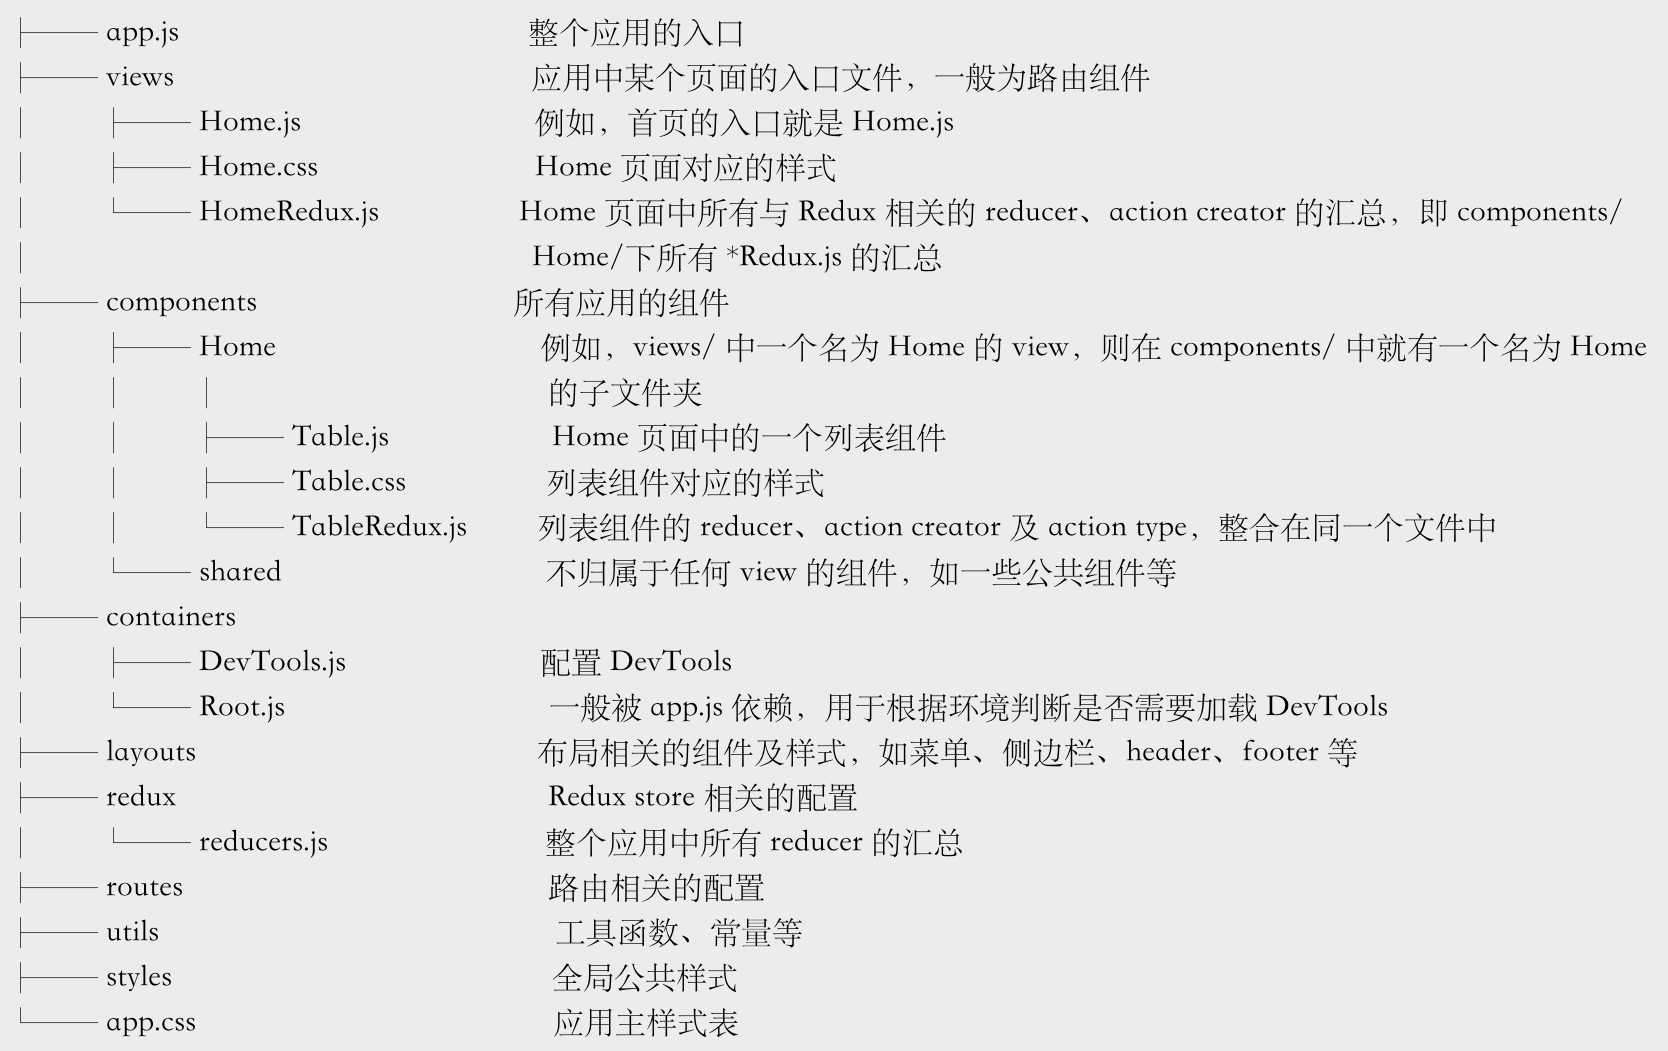 ├── app.js 整个应用的入口
├── views 应用中某个页面的入口文件，一般为路由组件
│ ├── Home.js 例如，首页的入口就是 Home.js
│ ├── Home.css Home 页面对应的样式
│ └── HomeRedux.js Home 页面中所有与 Redux 相关的 reducer、action creator 的汇总，即 components/
│ Home/下所有 *Redux.js 的汇总
├── components 所有应用的组件
│ ├── Home 例如，views/ 中一个名为 Home 的 view，则在 components/ 中就有一个名为 Home
│ │ │ 的子文件夹
│ │ ├── Table.js Home 页面中的一个列表组件
│ │ ├── Table.css 列表组件对应的样式
│ │ └── TableRedux.js 列表组件的 reducer、action creator 及 action type，整合在同一个文件中
│ └── shared 不归属于任何 view 的组件，如一些公共组件等
├── containers
│ ├── DevTools.js 配置 DevTools
│ └── Root.js 一般被 app.js 依赖，用于根据环境判断是否需要加载 DevTools
├── layouts 布局相关的组件及样式，如菜单、侧边栏、header、footer 等
├── redux Redux store 相关的配置
│ └── reducers.js 整个应用中所有 reducer 的汇总
├── routes 路由相关的配置
├── utils 工具函数、常量等
├── styles 全局公共样式
└── app.css 应用主样式表